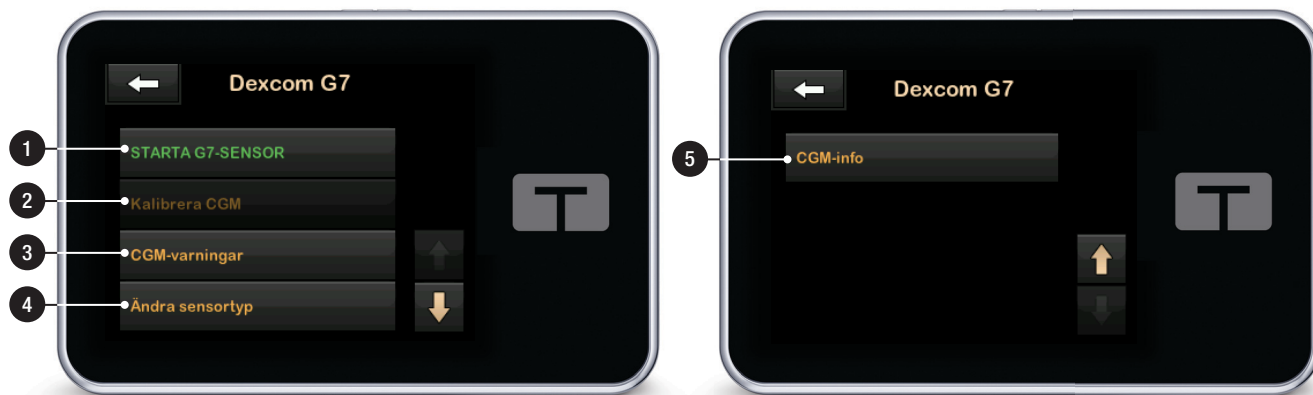 Dexcom G7
1 STARTA G7-SENSOR
2 Kalibrera CGM
3 CGM-varningar
4 Ändra sensortyp
Dexcom G7
5 CGM-info